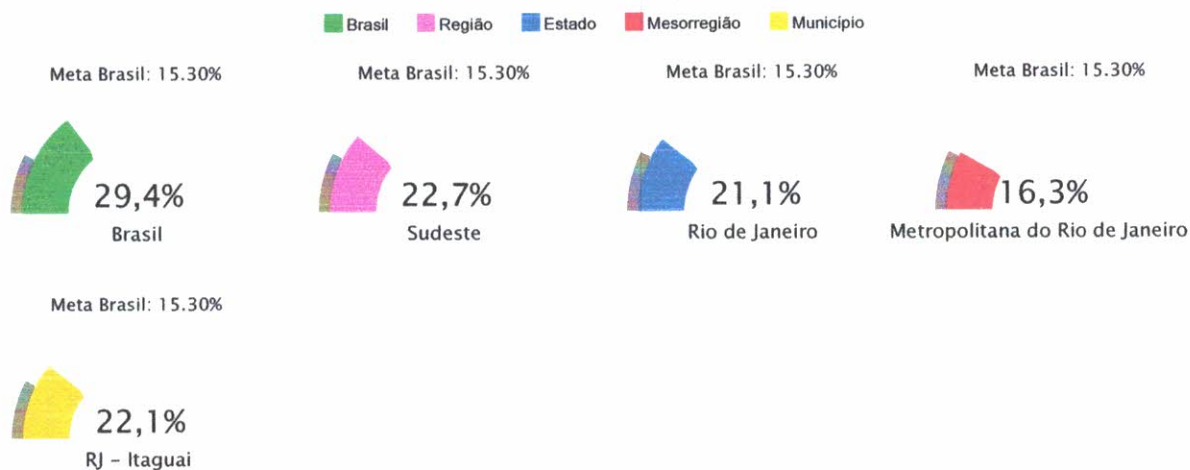 Brasil Região Estado Mesorregião Município
Meta Brasil: 15.30% Meta Brasil: 15.30% Meta Brasil: 15.30% Meta Brasil: 15.30%
29,4% 22,7% 21,1% 16,3%
Brasil Sudeste Rio de Janeiro Metropolitana do Rio de Janeiro
Meta Brasil: 15.30%
22,1%
RJ - Itaguai